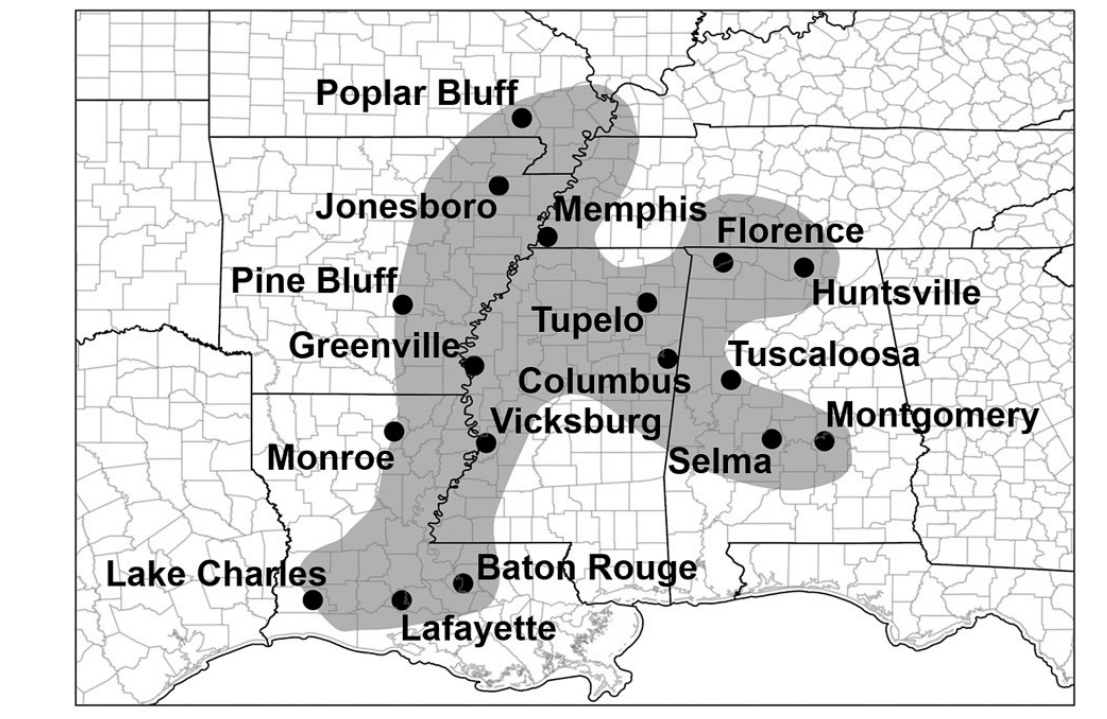 Poplar Bluff
Jonesboro
Memphis
Florence
Pine Bluff
Huntsville
Tupelo
Greenville
Tuscaloosa
Columbus
Vicksburg
Montgomery
Monroe
Selma
Lake Charles
Baton Rouge
Lafayette